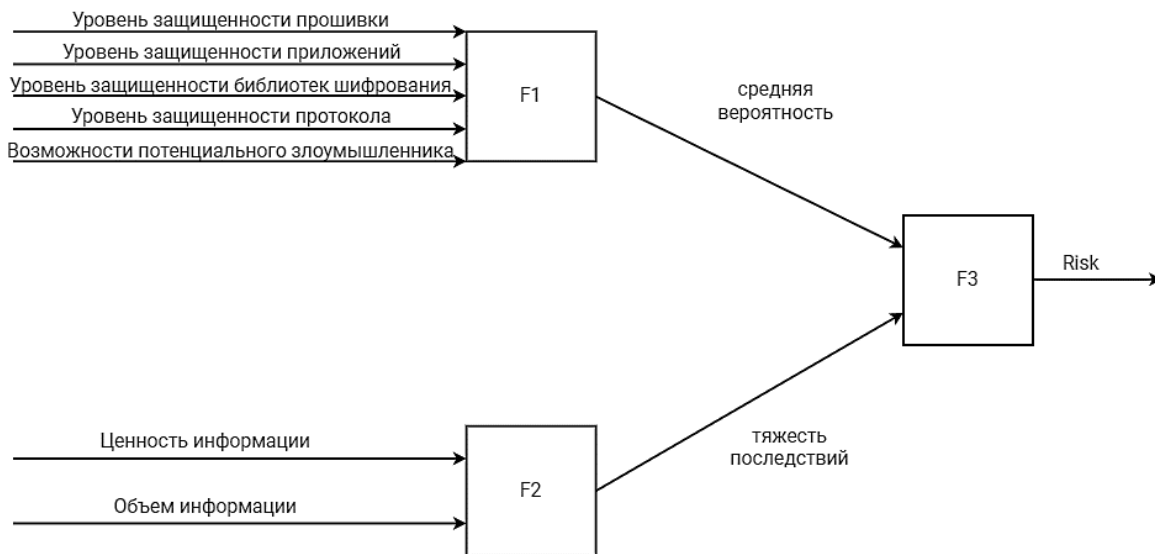 Уровень защищенности прошивки
Уровень защищенности приложений
Уровень защищенности библиотек шифрования
Уровень защищенности протокола
Возможности потенциального злоумышленника
F1
средняя
вероятность
F3
Risk
Ценность информации
Объем информации
F2
тяжесть
последствий